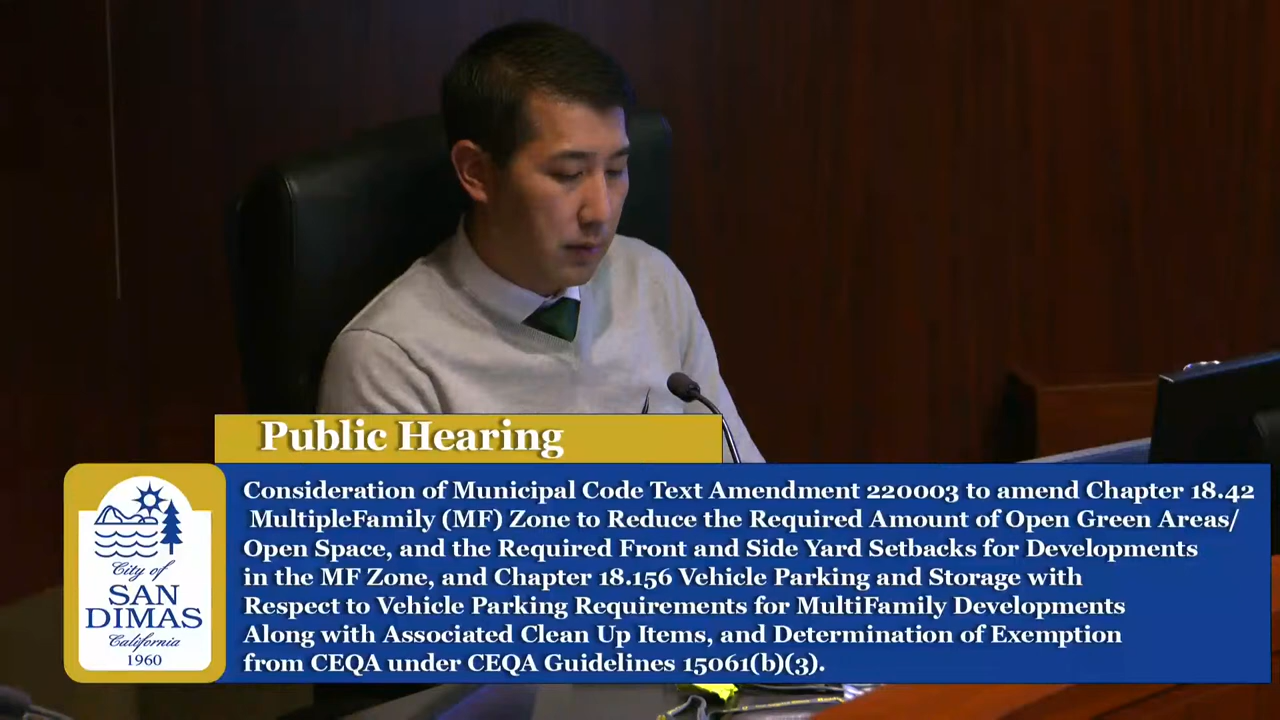 Public Hearing
Consideration of Municipal Code Text Amendment 220003 to amend Chapter 18.42
MultipleFamily (MF) Zone to Reduce the Required Amount of Open Green Areas/
Open Space, and the Required Front and Side Yard Setbacks for Developments
in the MF Zone, and Chapter 18.156 Vehicle Parking and Storage with
Respect to Vehicle Parking Requirements for MultiFamily Developments
Along with Associated Clean Up Items, and Determination of Exemption
from CEQA under CEQA Guidelines 15061(b)(3).
City of
SAN
DIMAS
California
1960